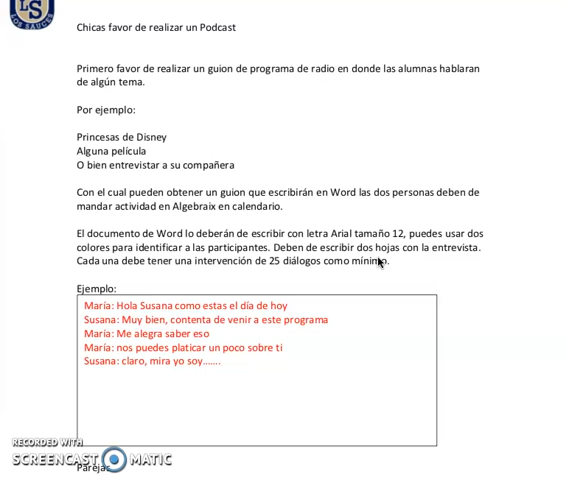 LS
LOS SAUCES
Chicas favor de realizar un Podcast
Primero favor de realizar un guion de programa de radio en donde las alumnas hablaran
de algún tema.
Por ejemplo:
Princesas de Disney
Alguna película
O bien entrevistar a su compañera
Con el cual pueden obtener un guion que escribirán en Word las dos personas deben de
mandar actividad en Algebraix en calendario.
El documento de Word lo deberán de escribir con letra Arial tamaño 12, puedes usar dos
colores para identificar a las participantes. Deben de escribir dos hojas con la entrevista.
Cada una debe tener una intervención de 25 diálogos como mínimo.
Ejemplo:
María: Hola Susana como estas el día de hoy
Susana: Muy bien, contenta de venir a este programa
María: Me alegra saber eso
María: nos puedes platicar un poco sobre ti
Susana: claro, mira yo soy…….
RECORDED WITH
SCREENCAST MATIC
Parejas